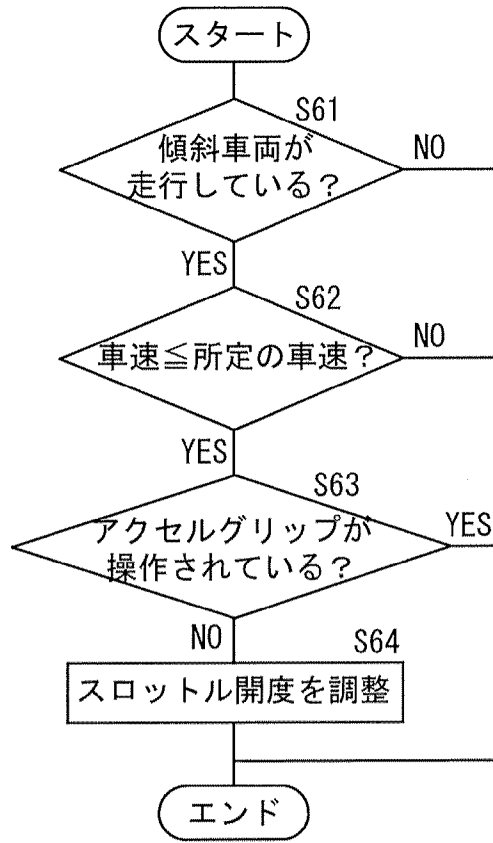 スタート
S61
傾斜車両が
走行している？
NO
YES
S62
車速≦所定の車速？
NO
YES
S63
アクセルグリップが
操作されている？
YES
NO
S64
スロットル開度を調整
エンド